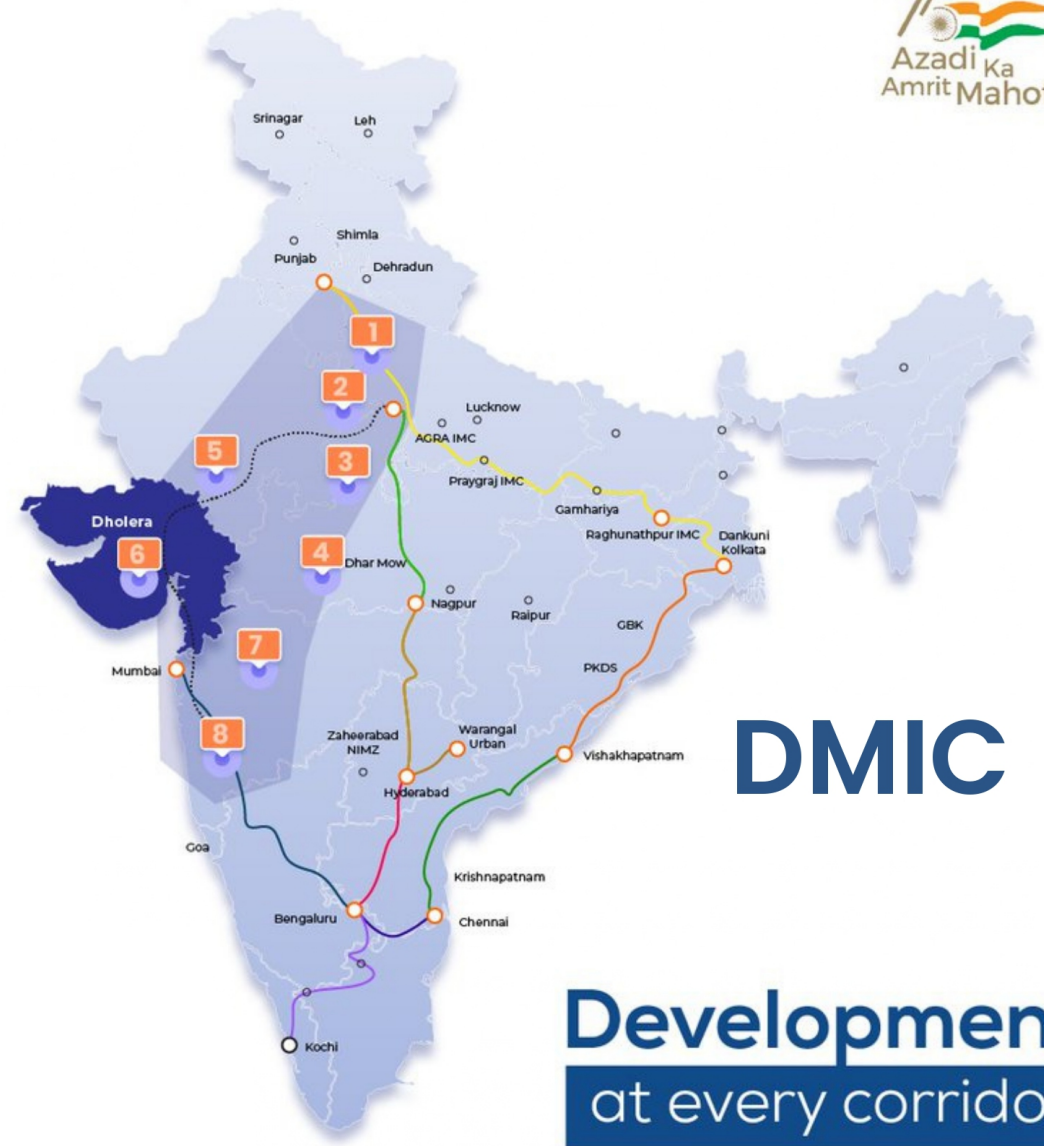 Azadi Ka
Amrit Mahot
Srinagar
Leh
Shimla
Punjab
Dehradun
1
2
Lucknow
AGRA IMC
5
3
Praygraj IMC
Gamhariya
Raghunathpur IMC
Dankuni
Kolkata
Dholera
6
4
Dhar Mow
Nagpur
Raipur
GBK
7
PKDS
Mumbai
8
Zaheerabad
NIMZ
Warangal
Urban
Vishakhapatnam
DMIC
Hyderabad
Goa
Krishnapatnam
Bengaluru
Chennai
Kochi
Developmen
at every corrido